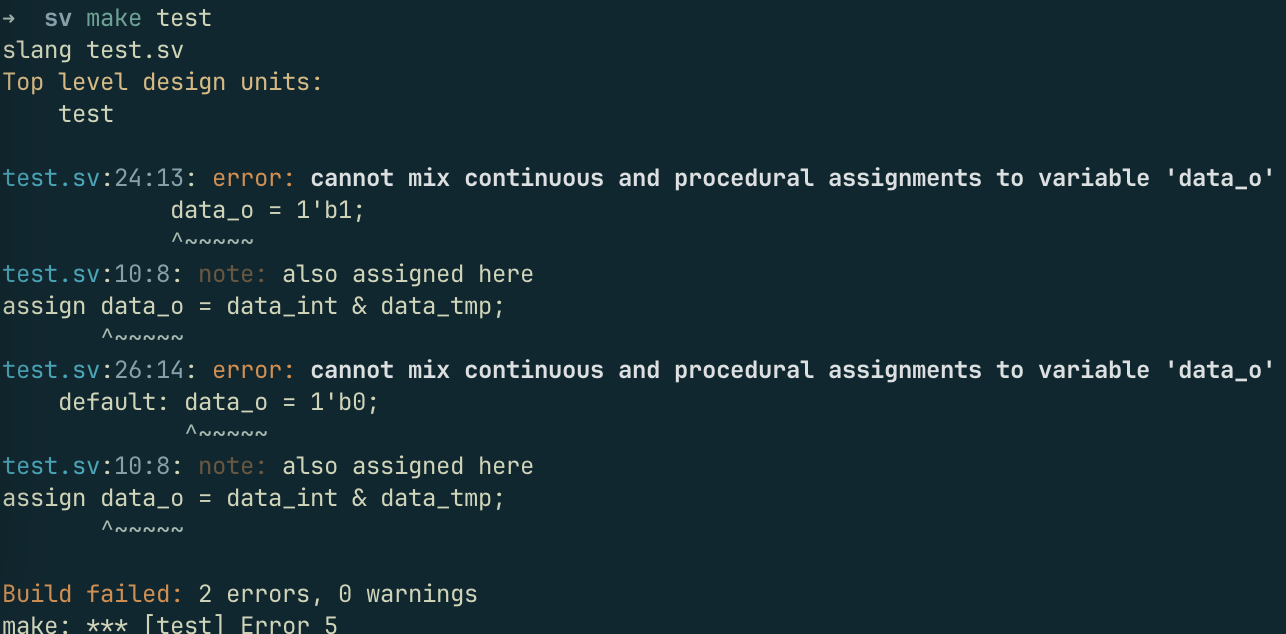 ➜  sv make test
slang test.sv
Top level design units:
    test
test.sv:24:13: error: cannot mix continuous and procedural assignments to variable 'data_o'
            data_o = 1'b1;
            ^~~~~~
test.sv:10:8: note: also assigned here
assign data_o = data_int & data_tmp;
       ^~~~~~
test.sv:26:14: error: cannot mix continuous and procedural assignments to variable 'data_o'
    default: data_o = 1'b0;
             ^~~~~~
test.sv:10:8: note: also assigned here
assign data_o = data_int & data_tmp;
       ^~~~~~
Build failed: 2 errors, 0 warnings
make: *** [test] Error 5